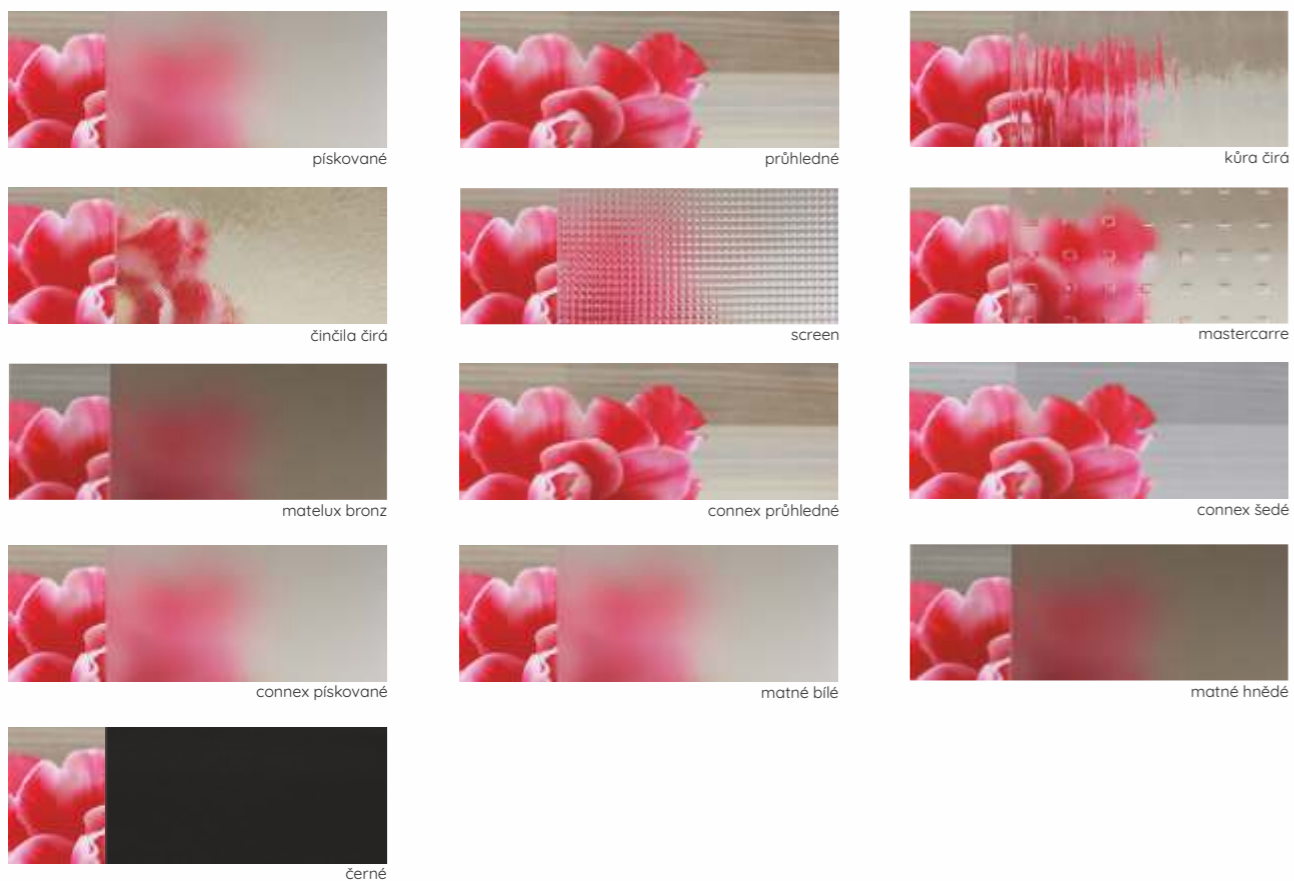 pískované
průhledné
kůra čirá
činčila čirá
screen
mastercarre
matelux bronz
connex průhledné
connex šedé
connex pískované
matné bílé
matné hnědé
černé